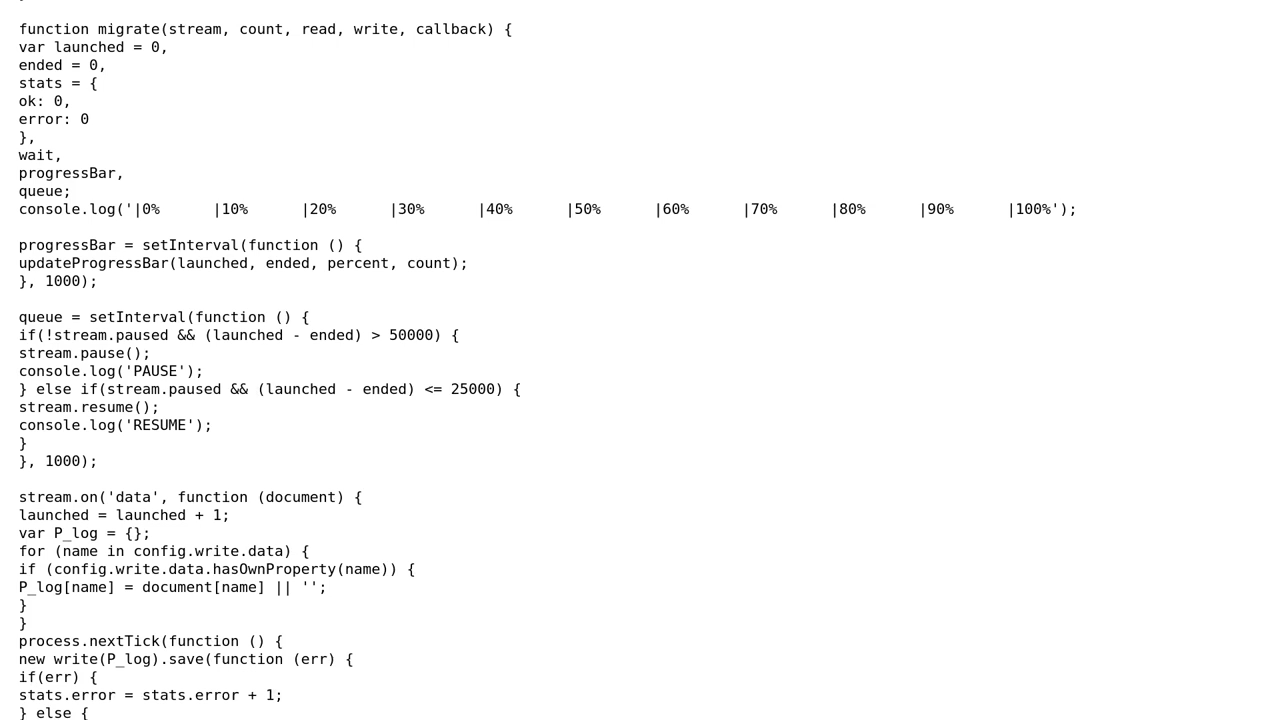 function migrate(stream, count, read, write, callback) {
var launched = 0,
ended = 0,
stats = {
ok: 0,
error: 0
},
wait,
progressBar,
queue;
console.log('|0%      |10%      |20%      |30%      |40%      |50%      |60%      |70%      |80%      |90%      |100%');
progressBar = setInterval(function () {
updateProgressBar(launched, ended, percent, count);
}, 1000);
queue = setInterval(function () {
if(!stream.paused && (launched - ended) > 50000) {
stream.pause();
console.log('PAUSE');
} else if(stream.paused && (launched - ended) <= 25000) {
stream.resume();
console.log('RESUME');
}
}, 1000);
stream.on('data', function (document) {
launched = launched + 1;
var P_log = {};
for (name in config.write.data) {
if (config.write.data.hasOwnProperty(name)) {
P_log[name] = document[name] || '';
}
}
process.nextTick(function () {
new write(P_log).save(function (err) {
if(err) {
stats.error = stats.error + 1;
} else {